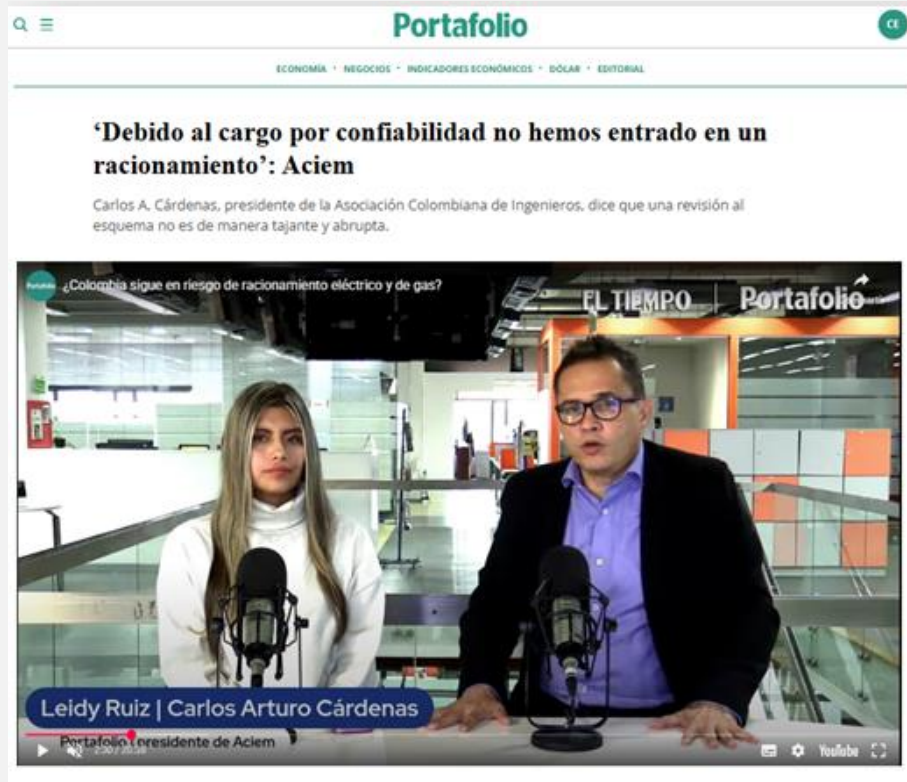 Portafolio
CE
ECONOMÍA • NEGOCIOS • INDICADORES ECONÓMICOS • DÓLAR • EDITORIAL
‘Debido al cargo por confiabilidad no hemos entrado en un
racionamiento’: Aciem
Carlos A. Cárdenas, presidente de la Asociación Colombiana de Ingenieros, dice que una revisión al
esquema no es de manera tajante y abrupta.
Portafolio ¿Colombia sigue en riesgo de racionamiento eléctrico y de gas?
EL TIEMPO | Portafolio
Leidy Ruiz | Carlos Arturo Cárdenas
Portafolio | presidente de Aciem
YouTube